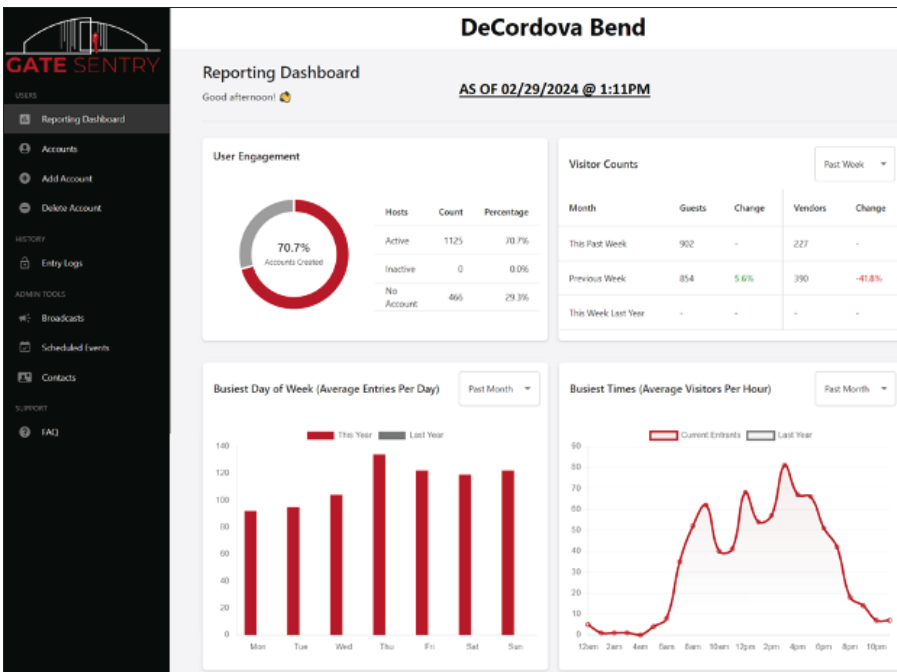 DeCordova Bend
GATE SENTRY
Reporting Dashboard
Good afternoon!
AS OF 02/29/2024 @ 1:11PM
USERS
Reporting Dashboard
Accounts
Add Account
Delete Account
HISTORY
Entry Logs
ADMIN TOOLS
Broadcasts
Scheduled Events
Contacts
SUPPORT
FAQ
User Engagement
70.7%
Accounts Created
Hosts Count Percentage
Active 1125 70.7%
Inactive 0 0.0%
No Account 466 29.3%
Visitor Counts
Past Week
Month Guests Change Vendors Change
This Past Week 902 - 227 -
Previous Week 854 5.6% 390 -41.8%
This Week Last Year - - - -
Busiest Day of Week (Average Entries Per Day)
Past Month
This Year Last Year
140
120
100
80
60
40
20
0
Mon Tue Wed Thu Fri Sat Sun
Busiest Times (Average Visitors Per Hour)
Past Month
Current Entrants Last Year
90
80
70
60
50
40
30
20
10
0
12am 2am 4am 6am 8am 10am 12pm 2pm 4pm 6pm 8pm 10pm